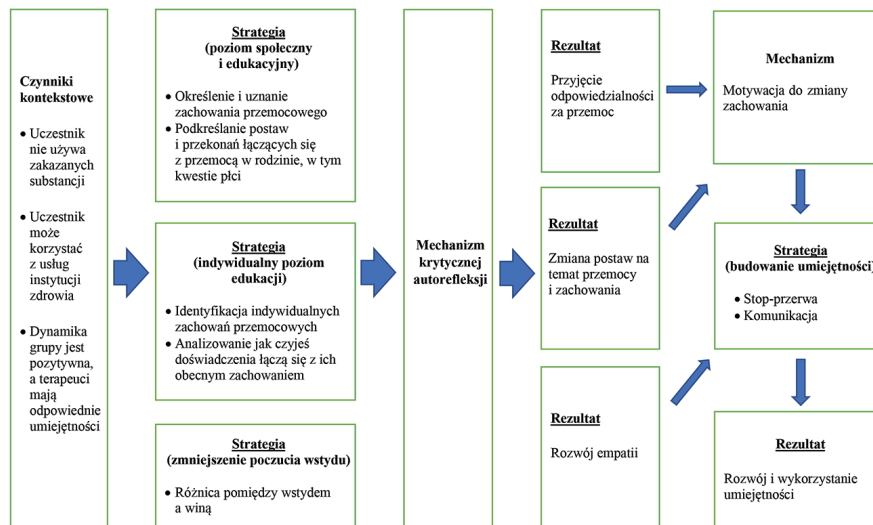 Czynniki
kontekstowe
• Uczestnik
nie używa
zakazanych
substancji
• Uczestnik
może
korzystać
z usług
instytucji
zdrowia
• Dynamika
grupy jest
pozytywna,
a terapeuci
mają
odpowiednie
umiejętności
Strategia
(poziom społeczny
i edukacyjny)
• Określenie i uznanie
zachowania przemocowego
• Podkreślanie postaw
i przekonań łączących się
z przemocą w rodzinie, w tym
kwestie płci
Strategia
(indywidualny poziom
edukacji)
• Identyfikacja indywidualnych
zachowań przemocowych
• Analizowanie jak czyjeś
doświadczenia łączą się z ich
obecnym zachowaniem
Strategia
(zmniejszenie poczucia wstydu)
• Różnica pomiędzy wstydem
a winą
Mechanizm
krytycznej
autorefleksji
Rezultat
Przyjęcie
odpowiedzialności
za przemoc
Rezultat
Zmiana postaw na
temat przemocy
i zachowania
Rezultat
Rozwój empatii
Mechanizm
Motywacja do zmiany
zachowania
Strategia
(budowanie umiejętności)
• Stop-przerwa
• Komunikacja
Rezultat
Rozwój i wykorzystanie
umiejętności